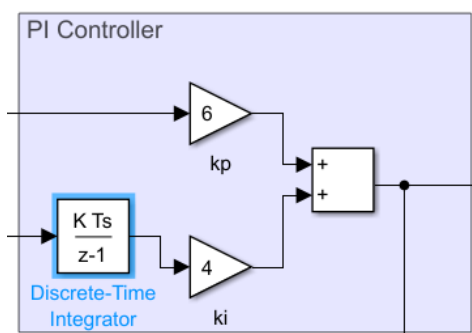 PI Controller
6
kp
+
+
K Ts
z-1
4
Discrete-Time
Integrator
ki